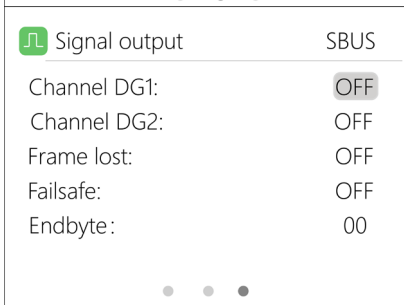 Signal output SBUS
Channel DG1: OFF
Channel DG2: OFF
Frame lost: OFF
Failsafe: OFF
Endbyte: 00